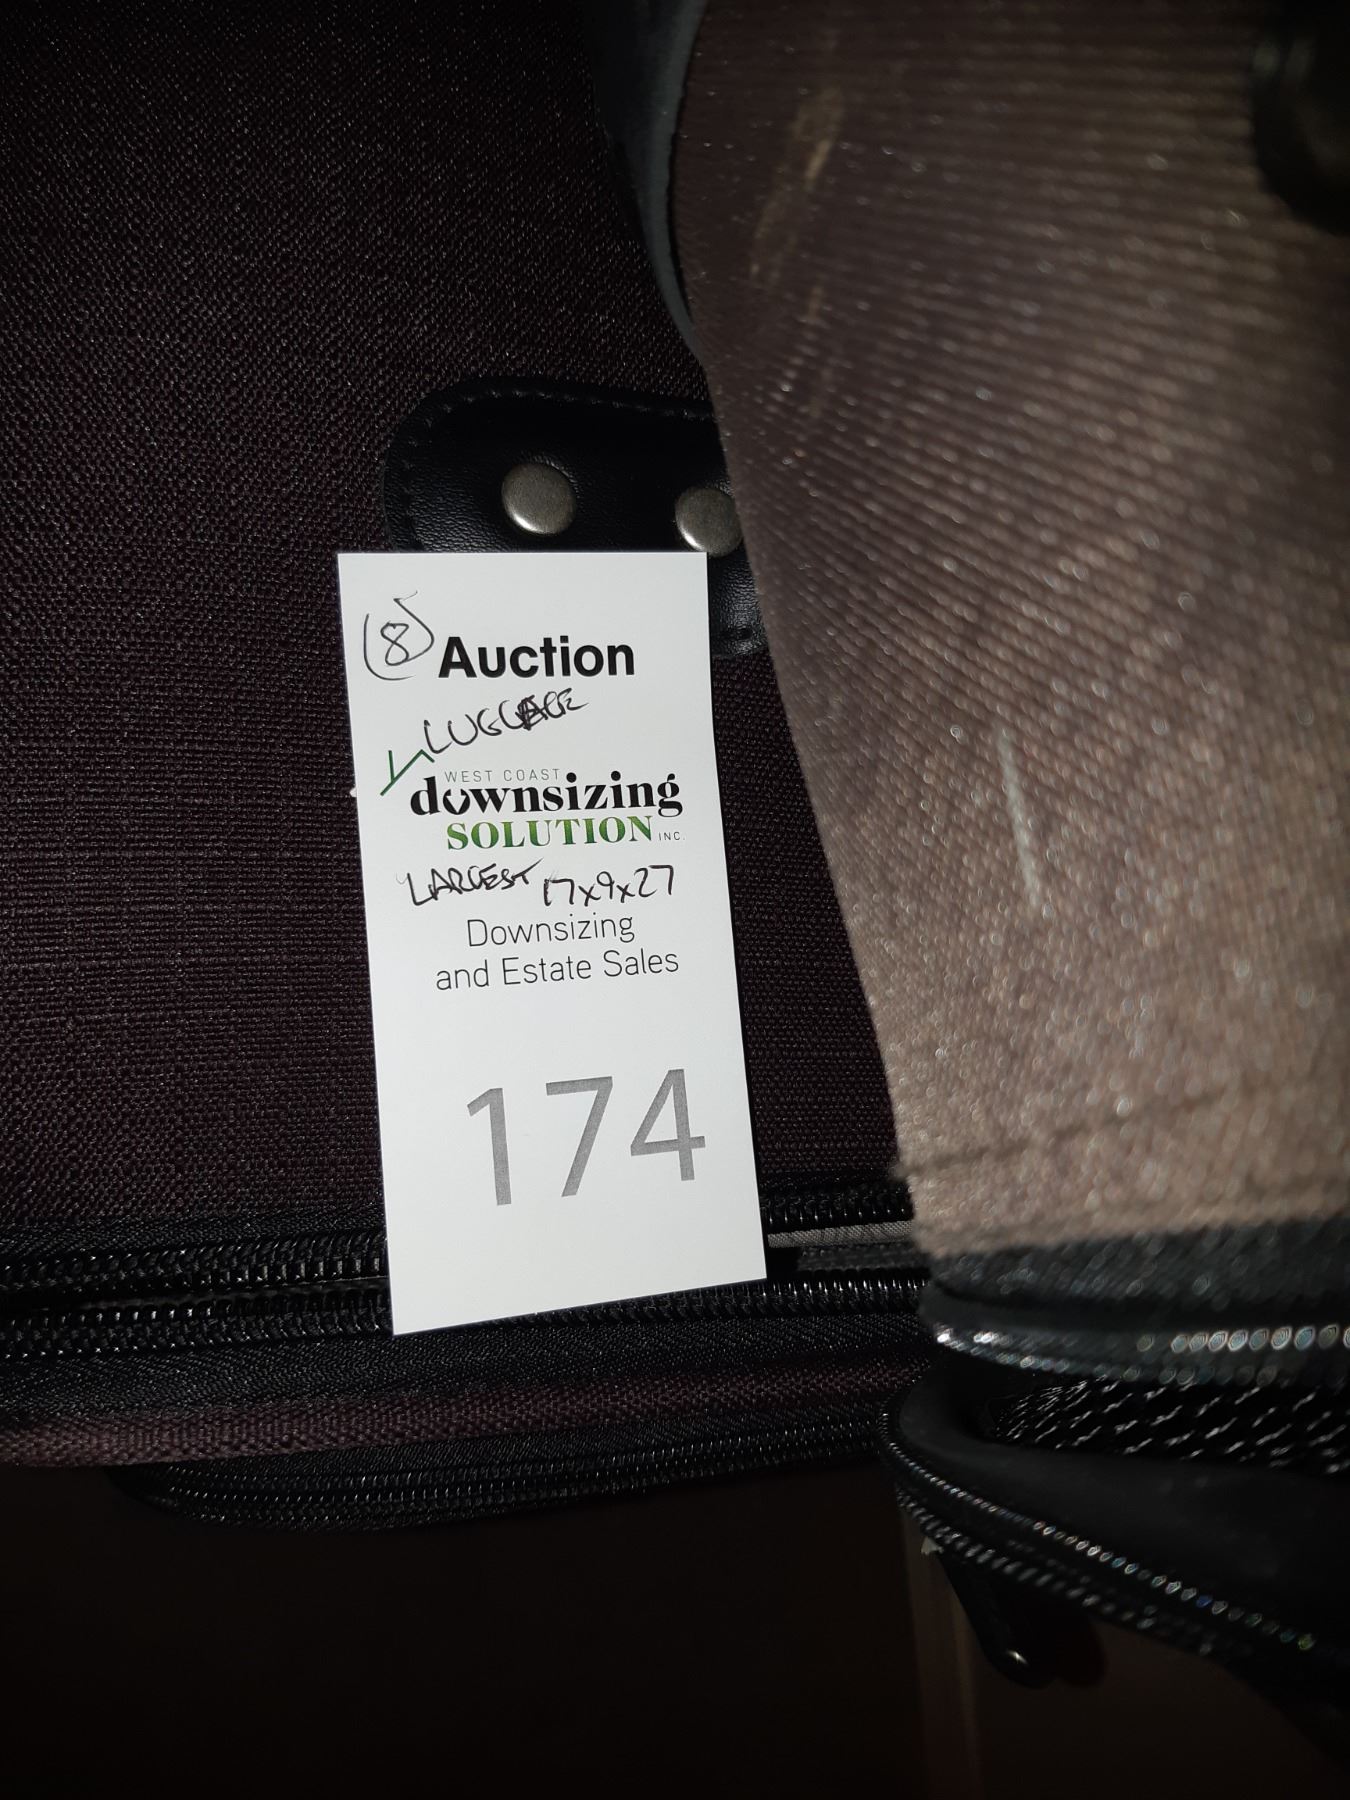 (8)
Auction
LUGGAGE
WEST COAST
downsizing
SOLUTION INC.
LARGEST 17x9x27
Downsizing
and Estate Sales
174